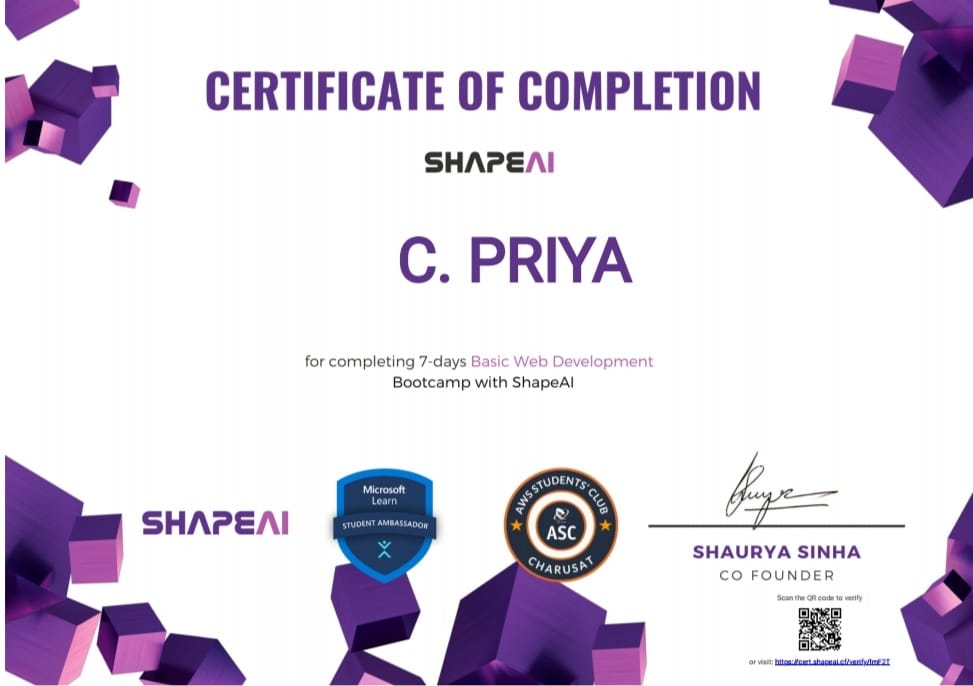 CERTIFICATE OF COMPLETION
SHAPEAI
C. PRIYA
for completing 7-days Basic Web Development
Bootcamp with ShapeAI
SHAPEAI
Microsoft
Learn
STUDENT AMBASSADOR
AWS STUDENTS' CLUB
ASC
CHARUSAT
SHAURYA SINHA
CO FOUNDER
Scan the QR code to verify
or visit: https://cert.shapeai.cf/verify/ImF2T